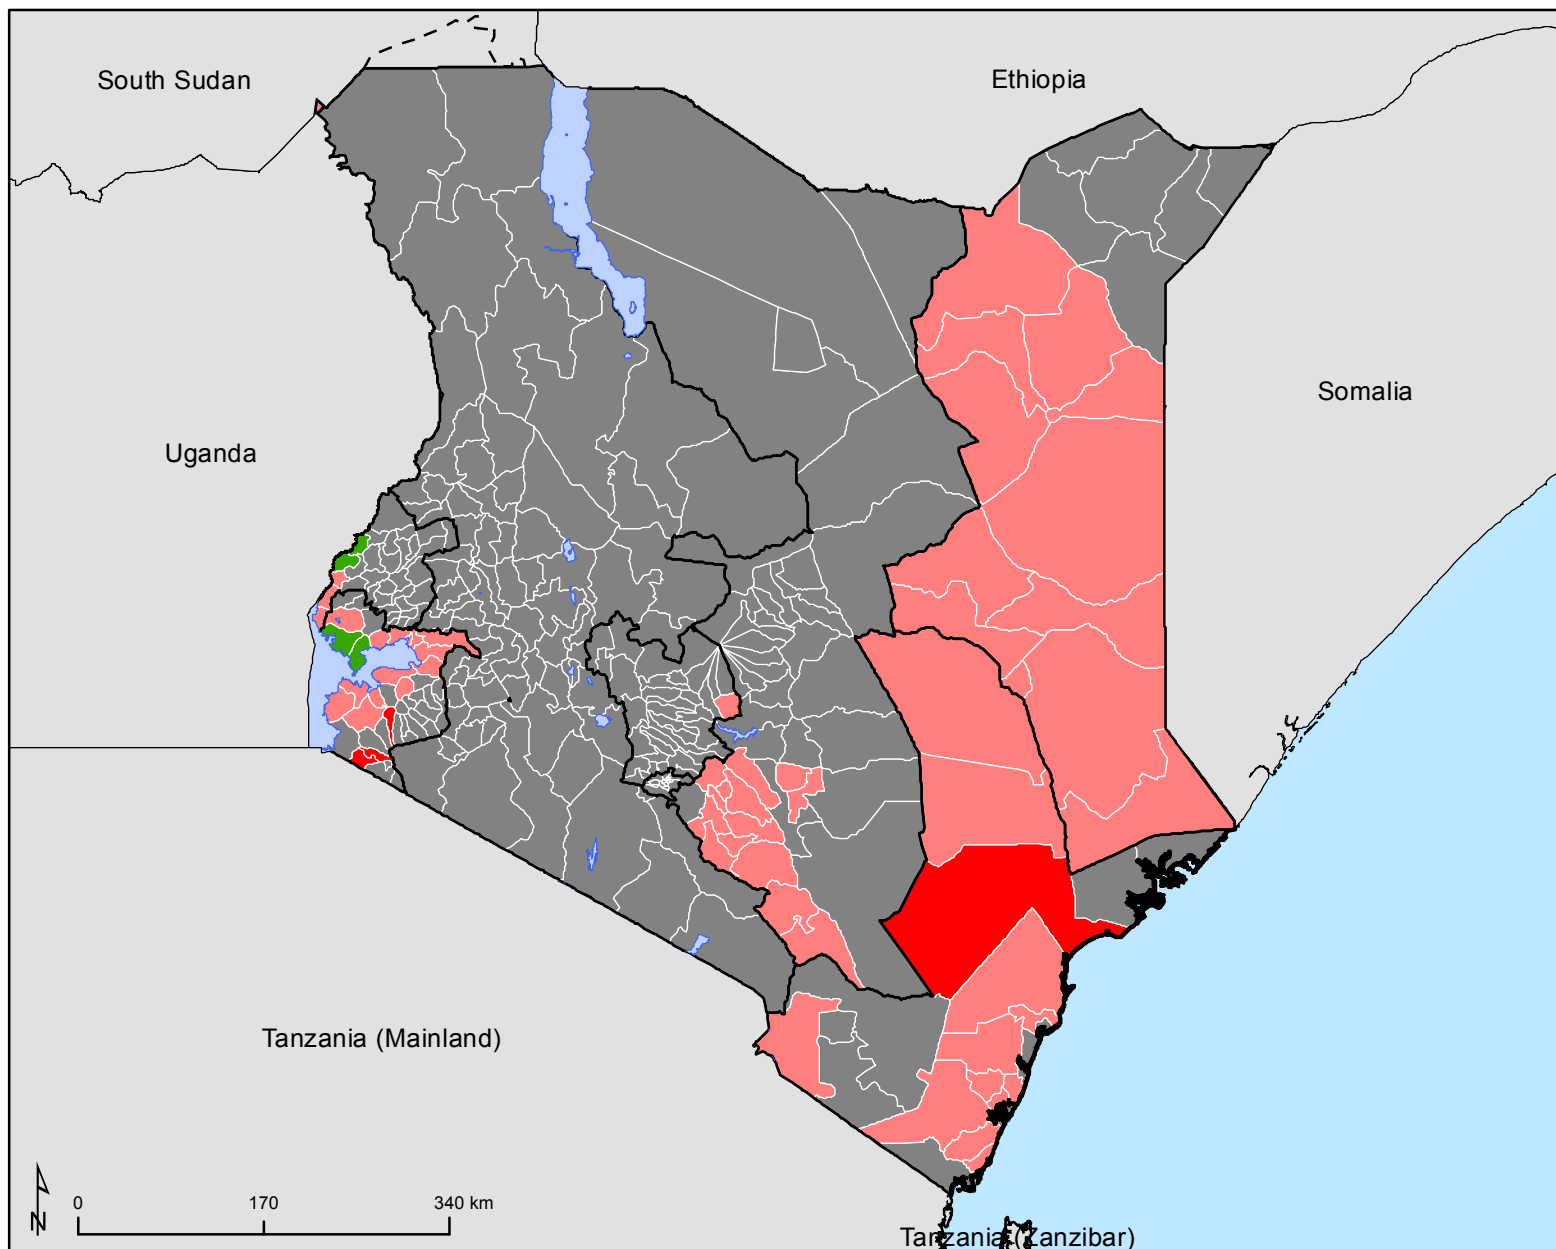 South Sudan
Ethiopia
Somalia
Uganda
Tanzania (Mainland)
N
0 170 340 km
Tanzania (Zanzibar)